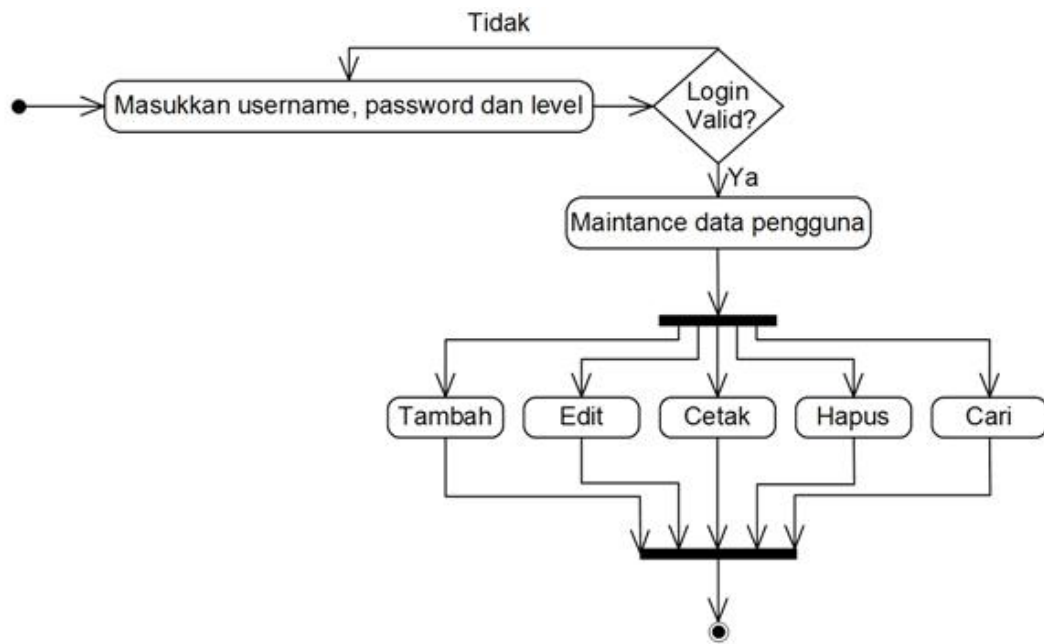 Tidak
Masukkan username, password dan level
Login
Valid?
Ya
Maintance data pengguna
Tambah
Edit
Cetak
Hapus
Cari